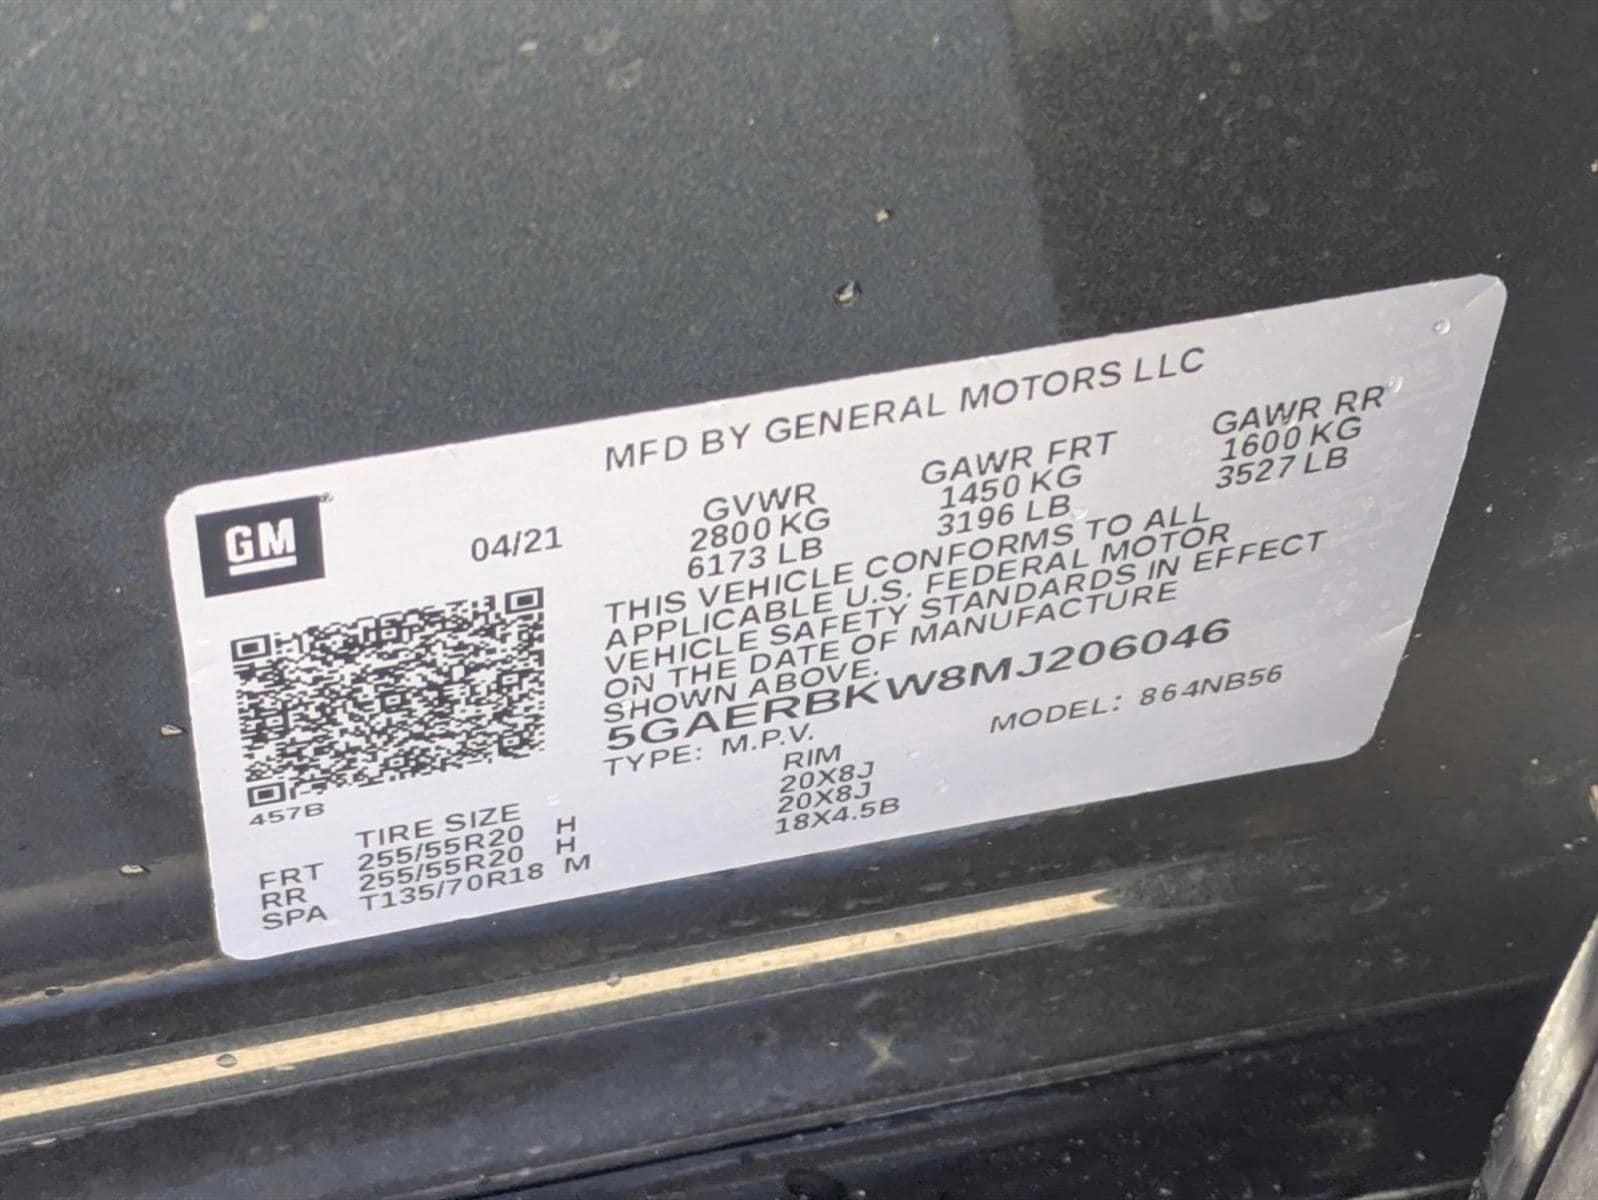 GM
04/21
MFD BY GENERAL MOTORS LLC
GVWR GAWR FRT GAWR RR
2800 KG 1450 KG 1600 KG
6173 LB 3196 LB 3527 LB
THIS VEHICLE CONFORMS TO ALL
APPLICABLE U.S. FEDERAL MOTOR
VEHICLE SAFETY STANDARDS IN EFFECT
ON THE DATE OF MANUFACTURE
SHOWN ABOVE.
5GAERBKW8MJ206046
TYPE: M.P.V. MODEL: 864NB56
457B
TIRE SIZE RIM
FRT 255/55R20 H 20X8J
RR 255/55R20 H 20X8J
SPA T135/70R18 M 18X4.5B